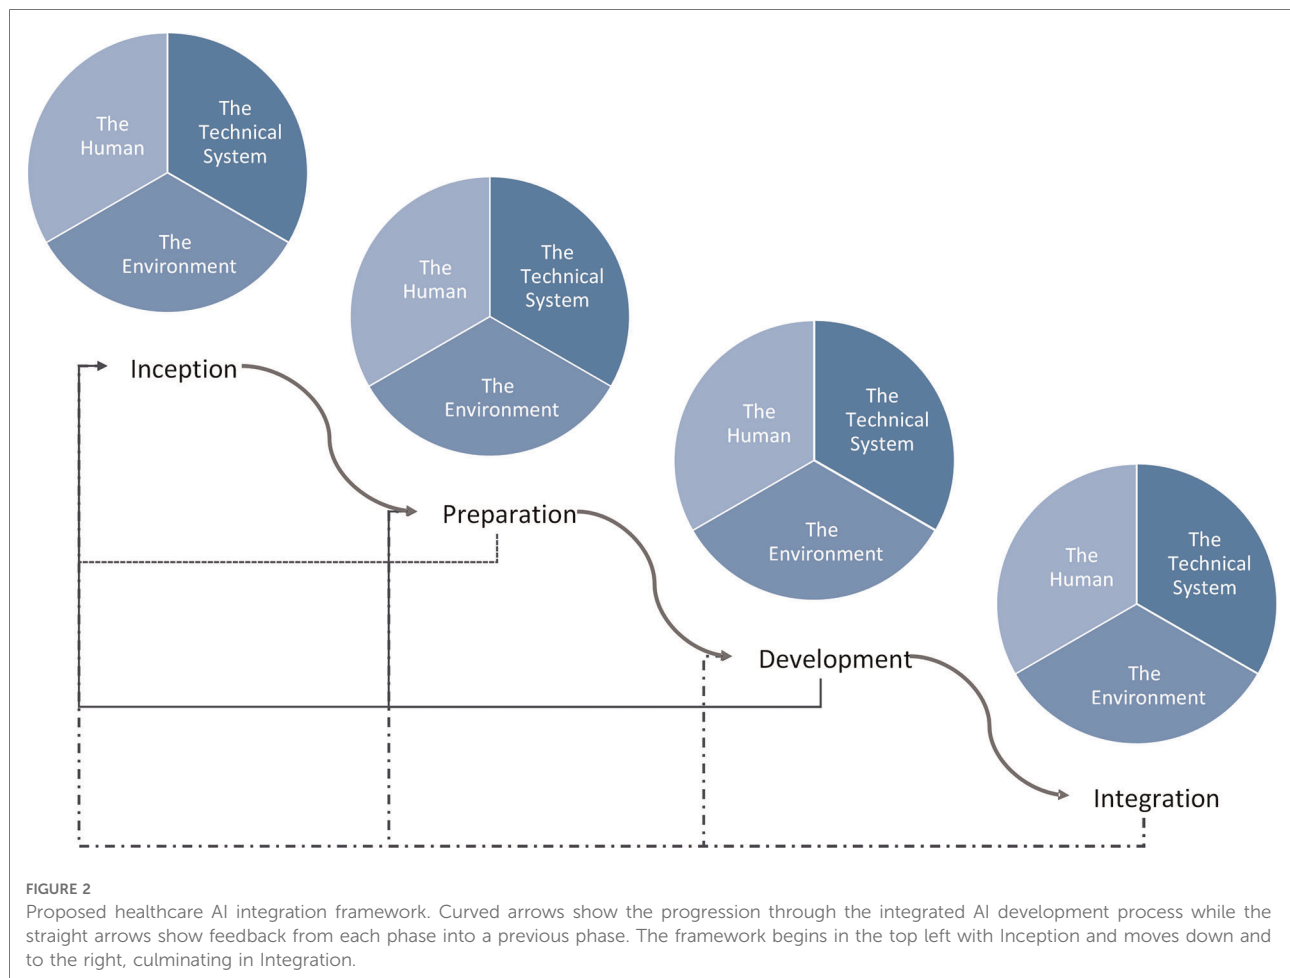 The
Human
The
Technical
System
The
Environment
Inception
The
Human
The
Technical
System
The
Environment
Preparation
The
Human
The
Technical
System
The
Environment
Development
The
Human
The
Technical
System
The
Environment
Integration
FIGURE 2
Proposed healthcare AI integration framework. Curved arrows show the progression through the integrated AI development process while the
straight arrows show feedback from each phase into a previous phase. The framework begins in the top left with Inception and moves down and
to the right, culminating in Integration.